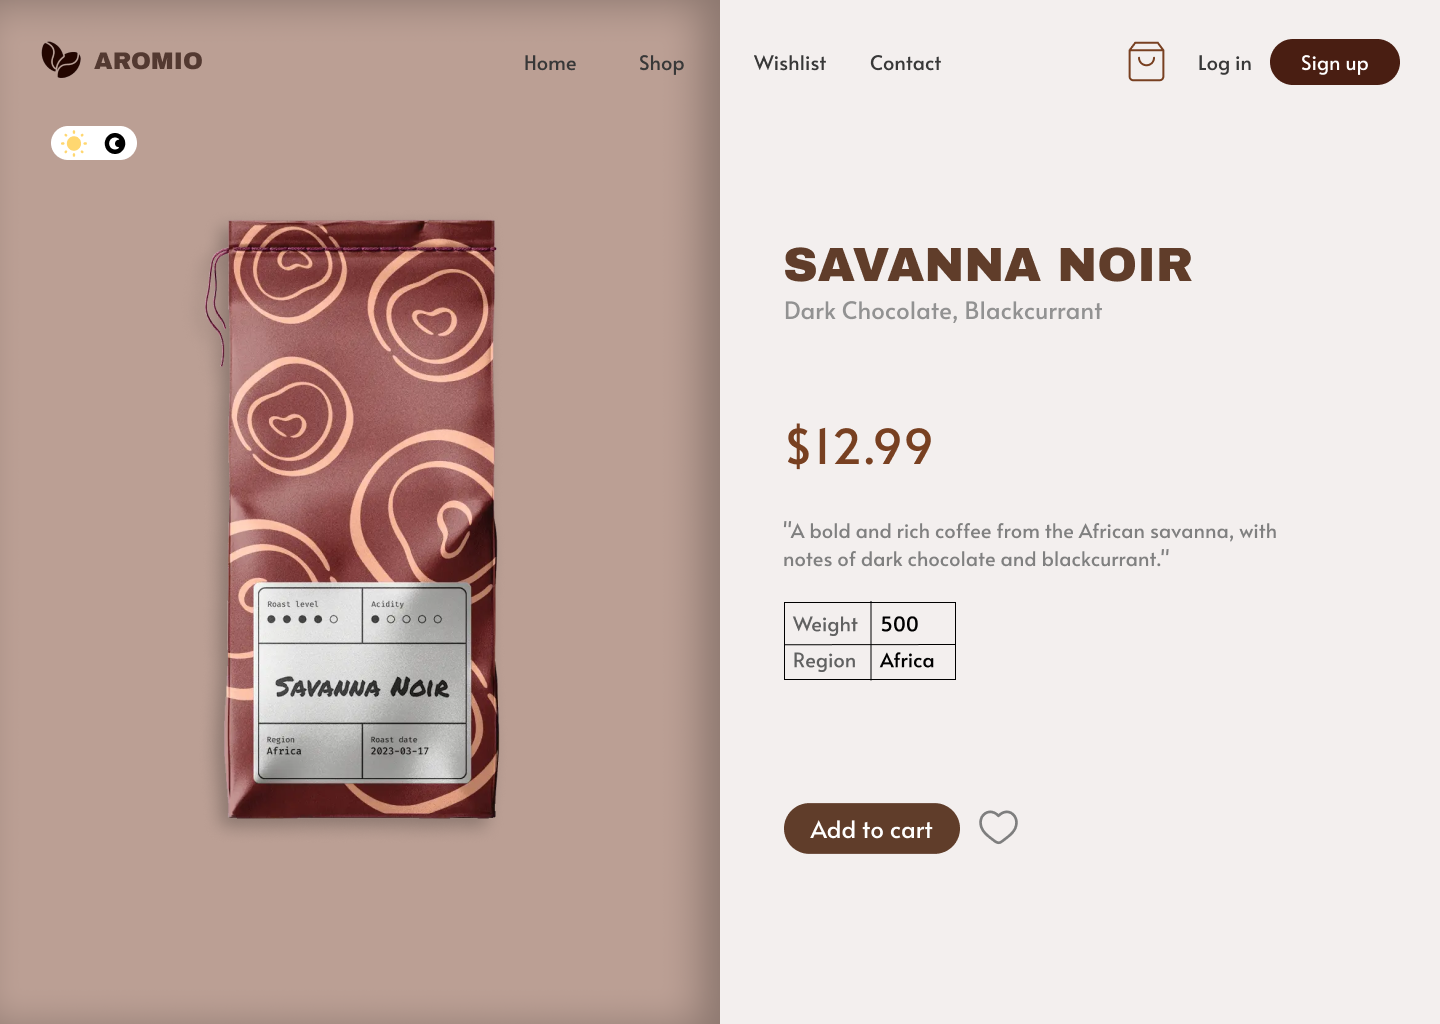 AROMIO
Home Shop Wishlist Contact Log in Sign up
SAVANNA NOIR
Dark Chocolate, Blackcurrant
$12.99
"A bold and rich coffee from the African savanna, with
notes of dark chocolate and blackcurrant."
Weight 500
Region Africa
Add to cart
Roast level Acidity
Savanna Noir
Region Roast date
Africa 2023-03-17